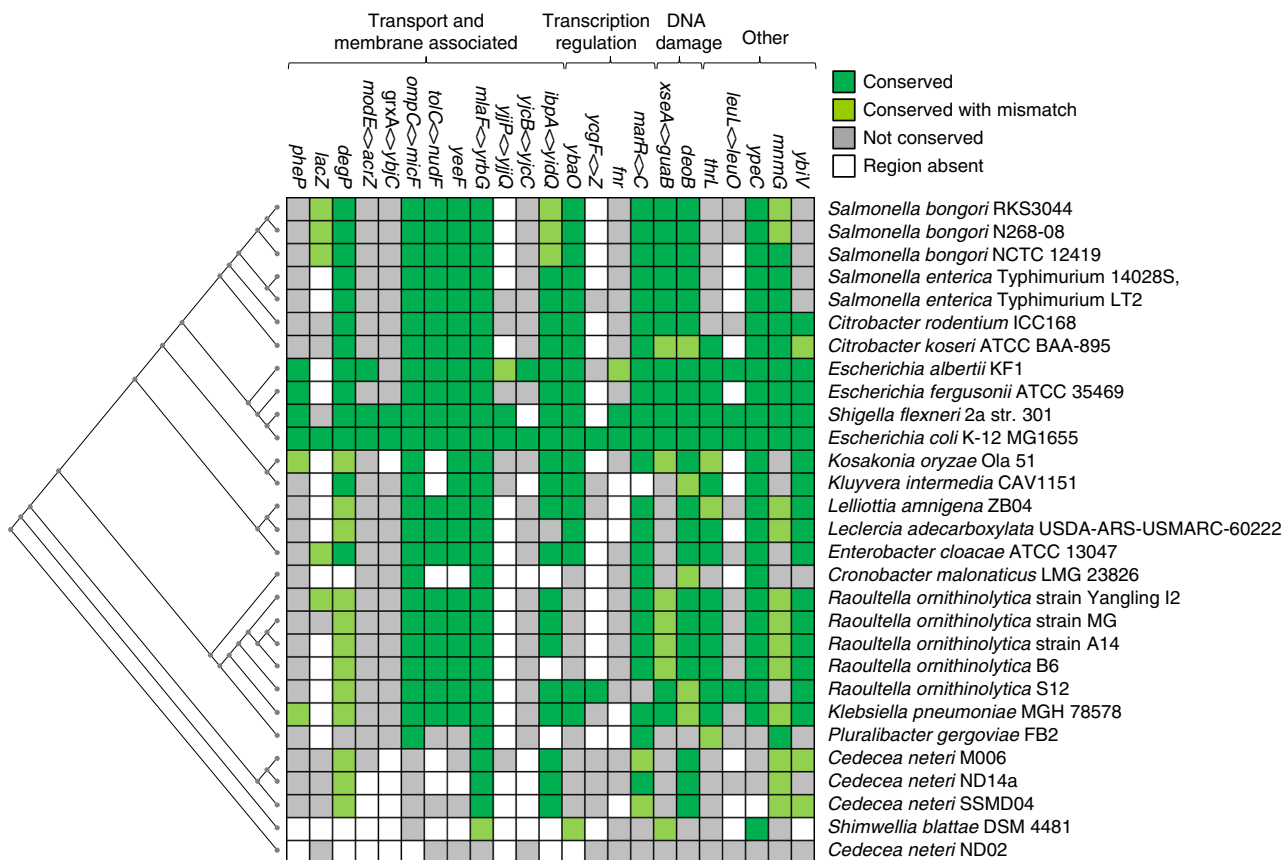 Transport and
membrane associated
Transcription
regulation
DNA
damage
Other
pheP
lacZ
degP
modE<>acrZ
grxA<>ybjC
ompC>micF
tolC>nudF
yeeF
mlaF<>yrbG
yjjP<>yjjQ
yjcB<>yjcC
ibpA<>yidQ
ybaO
ycgF<>Z
fnr
marR<>C
xseA<>guaB
deoB
thrL
leuL<>leuO
ypeC
mnmG
ybiV
Conserved
Conserved with mismatch
Not conserved
Region absent
Salmonella bongori RKS3044
Salmonella bongori N268-08
Salmonella bongori NCTC 12419
Salmonella enterica Typhimurium 14028S,
Salmonella enterica Typhimurium LT2
Citrobacter rodentium ICC168
Citrobacter koseri ATCC BAA-895
Escherichia albertii KF1
Escherichia fergusonii ATCC 35469
Shigella flexneri 2a str. 301
Escherichia coli K-12 MG1655
Kosakonia oryzae Ola 51
Kluyvera intermedia CAV1151
Lelliottia amnigena ZB04
Leclercia adecarboxylata USDA-ARS-USMARC-60222
Enterobacter cloacae ATCC 13047
Cronobacter malonaticus LMG 23826
Raoultella ornithinolytica strain Yangling I2
Raoultella ornithinolytica strain MG
Raoultella ornithinolytica strain A14
Raoultella ornithinolytica B6
Raoultella ornithinolytica S12
Klebsiella pneumoniae MGH 78578
Pluralibacter gergoviae FB2
Cedecea neteri M006
Cedecea neteri ND14a
Cedecea neteri SSMD04
Shimwellia blattae DSM 4481
Cedecea neteri ND02